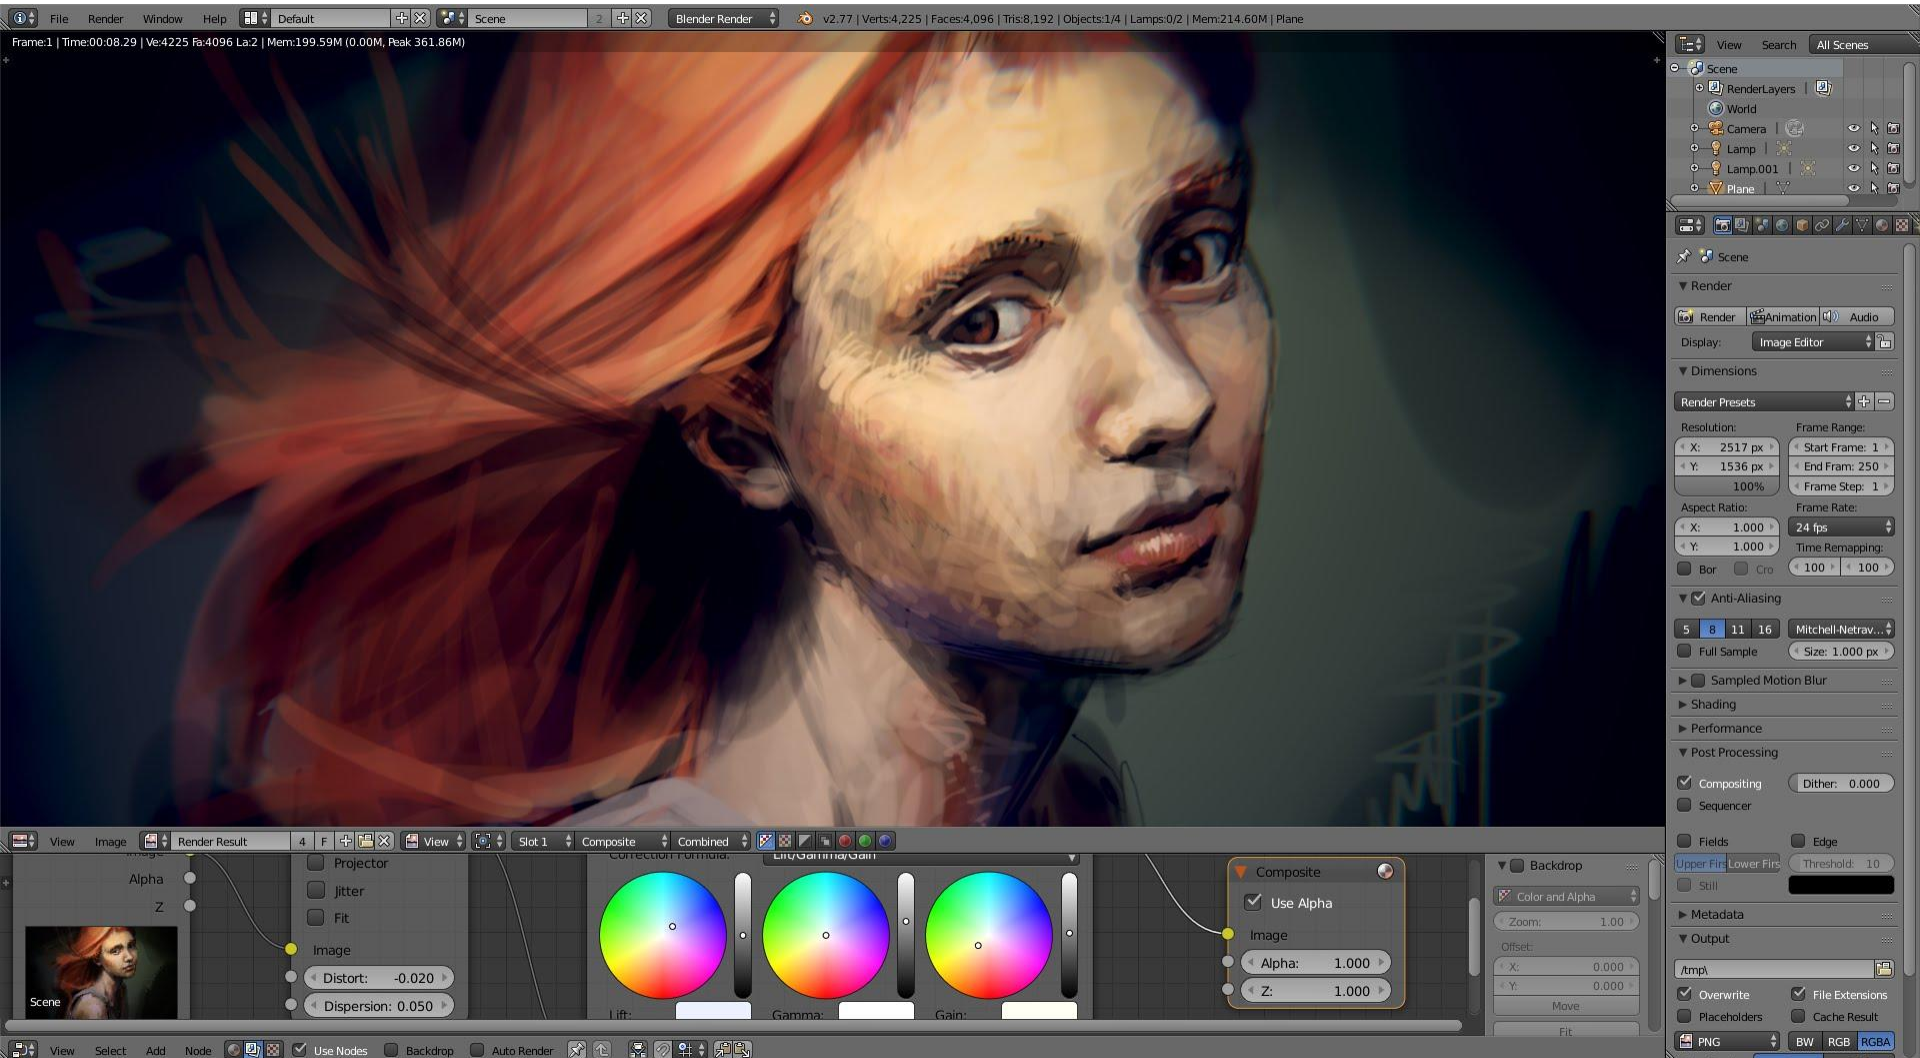 File Render Window Help Default Scene 2 Blender Render v2.77 | Verts:4,225 | Faces:4,096 | Tris:8,192 | Objects:1/4 | Lamps:0/2 | Mem:214.60M | Plane
Frame:1 | Time:00:08.29 | Ve:4225 Fa:4096 La:2 | Mem:199.59M (0.00M, Peak 361.86M)
View Search All Scenes
Scene
RenderLayers |
World
Camera |
Lamp |
Lamp.001 |
Plane |
Scene
Render
Render Animation Audio
Display: Image Editor
Dimensions
Render Presets
Resolution: Frame Range:
X: 2517 px Start Frame: 1
Y: 1536 px End Fram: 250
100% Frame Step: 1
Aspect Ratio: Frame Rate:
X: 1.000 24 fps
Y: 1.000 Time Remapping:
Bor Cro 100 100
Anti-Aliasing
5 8 11 16 Mitchell-Netrav...
Full Sample Size: 1.000 px
Sampled Motion Blur
Shading
Performance
Post Processing
Compositing Dither: 0.000
Sequencer
Fields Edge
Upper Firs Lower Firs Threshold: 10
Still
Metadata
Output
/tmp\
Overwrite File Extensions
Placeholders Cache Result
PNG BW RGB RGBA
View Image Render Result 4 F View Slot 1 Composite Combined
Image
Alpha
Z
Scene
Projector
Jitter
Fit
Image
Distort: -0.020
Dispersion: 0.050
Correction Formula: Lift/Gamma/Gain
Lift: Gamma: Gain:
Composite
Use Alpha
Image
Alpha: 1.000
Z: 1.000
Backdrop
Color and Alpha
Zoom: 1.00
Offset:
X: 0.000
Y: 0.000
Move
Fit
View Select Add Node Use Nodes Backdrop Auto Render